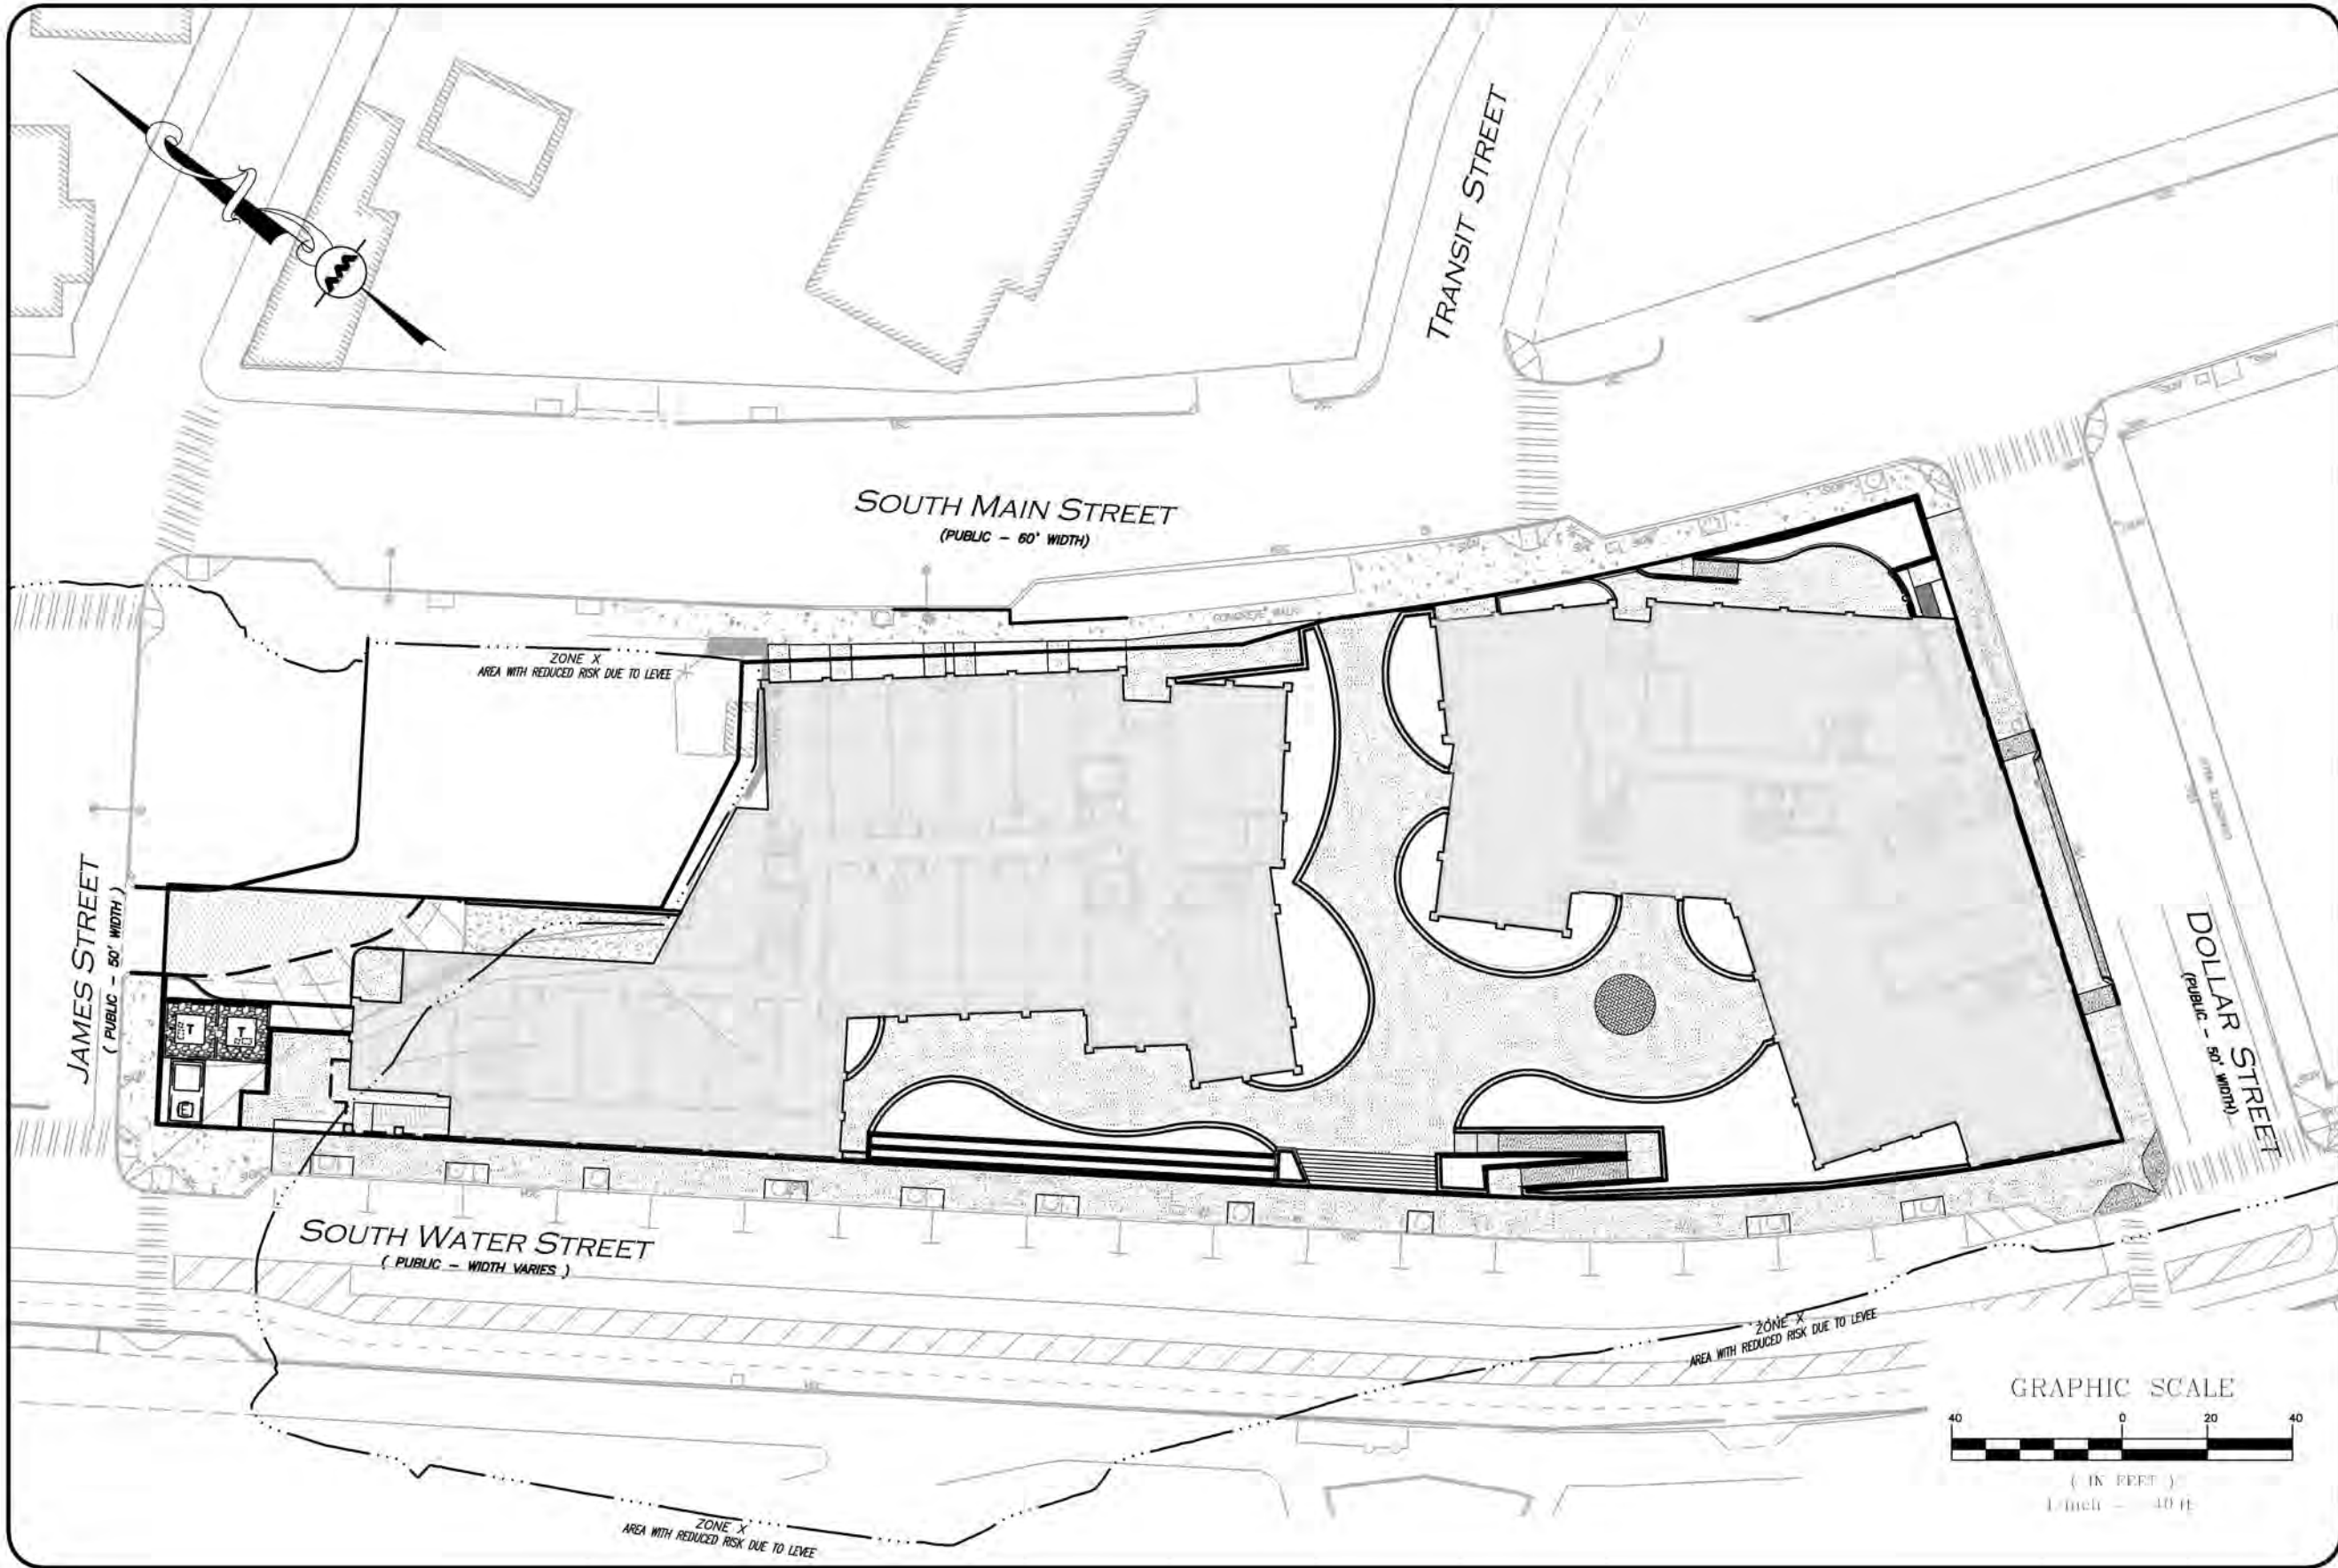 TRANSIT STREET
SOUTH MAIN STREET
(PUBLIC – 60' WIDTH)
CONCRETE WALK
ZONE X
AREA WITH REDUCED RISK DUE TO LEVEE
JAMES STREET
( PUBLIC – 50' WIDTH )
T T
E
DOLLAR STREET
(PUBLIC – 50' WIDTH)
SOUTH WATER STREET
( PUBLIC – WIDTH VARIES )
ZONE X
AREA WITH REDUCED RISK DUE TO LEVEE
ZONE X
AREA WITH REDUCED RISK DUE TO LEVEE
GRAPHIC SCALE
40 0 20 40
( IN FEET )
1 inch = 40 ft